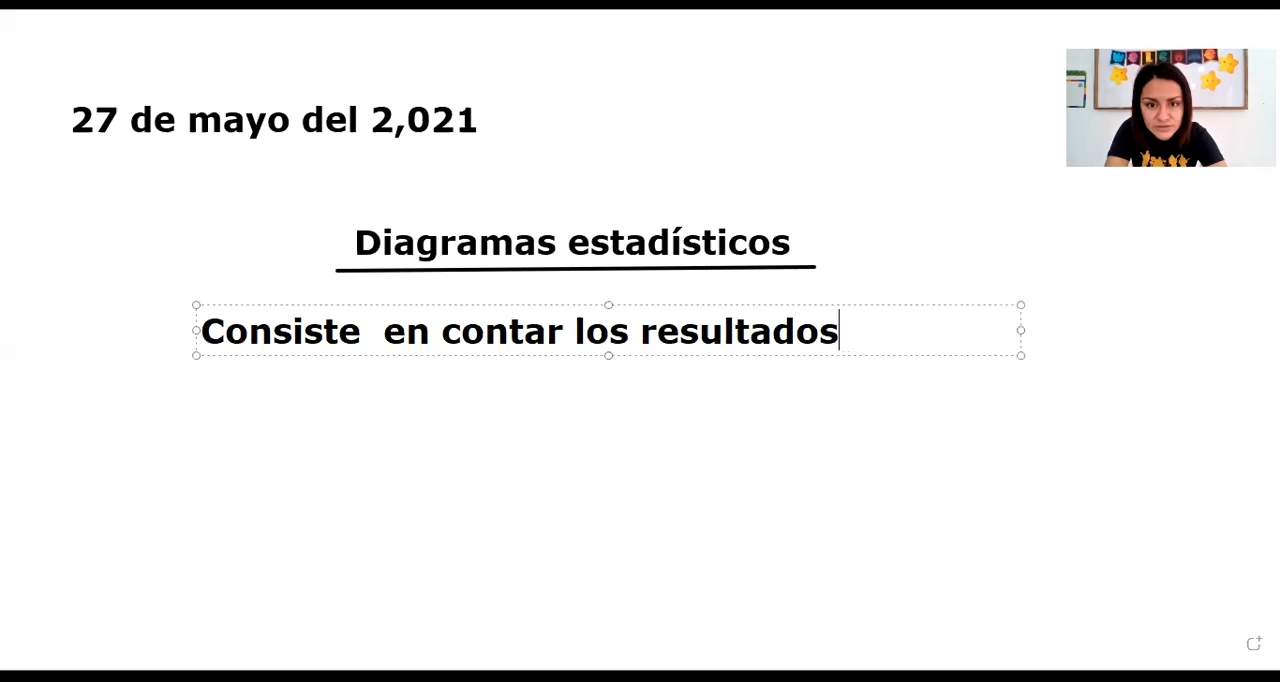 27 de mayo del 2,021
Diagramas estadísticos
Consiste  en contar los resultados